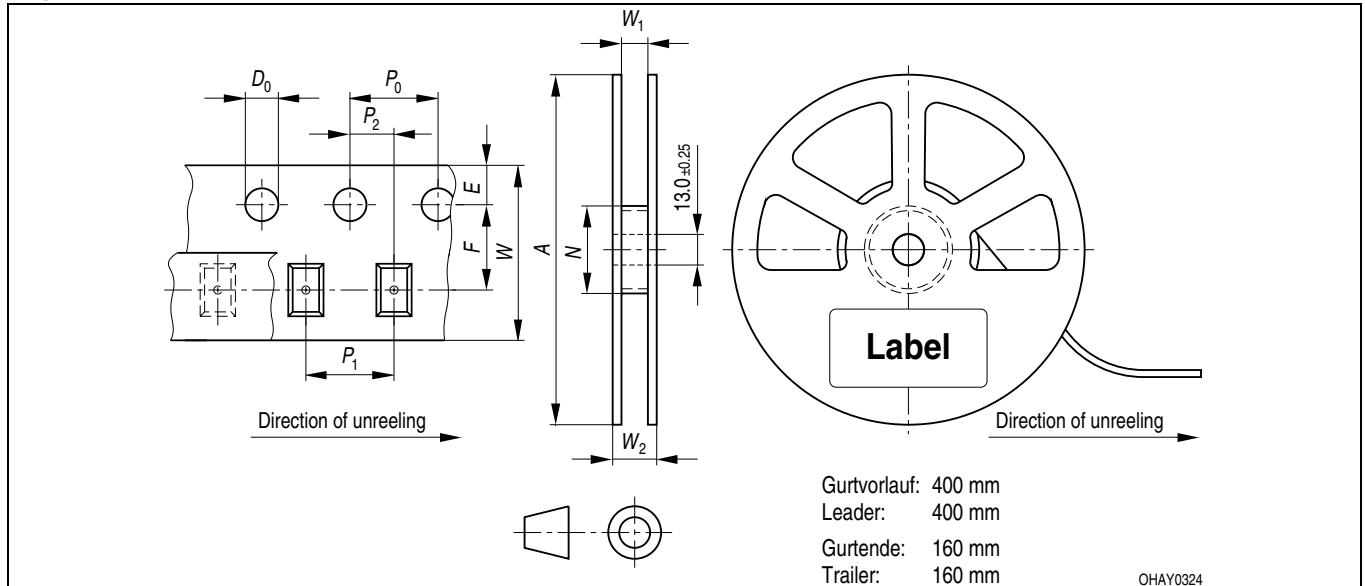 W₁
D₀
P₀
P₂
E
F
W
A
N
13.0 ±0.25
Label
P₁
Direction of unreeling
W₂
Direction of unreeling
Gurtvorlauf: 400 mm
Leader: 400 mm
Gurtende: 160 mm
Trailer: 160 mm
OHAY0324